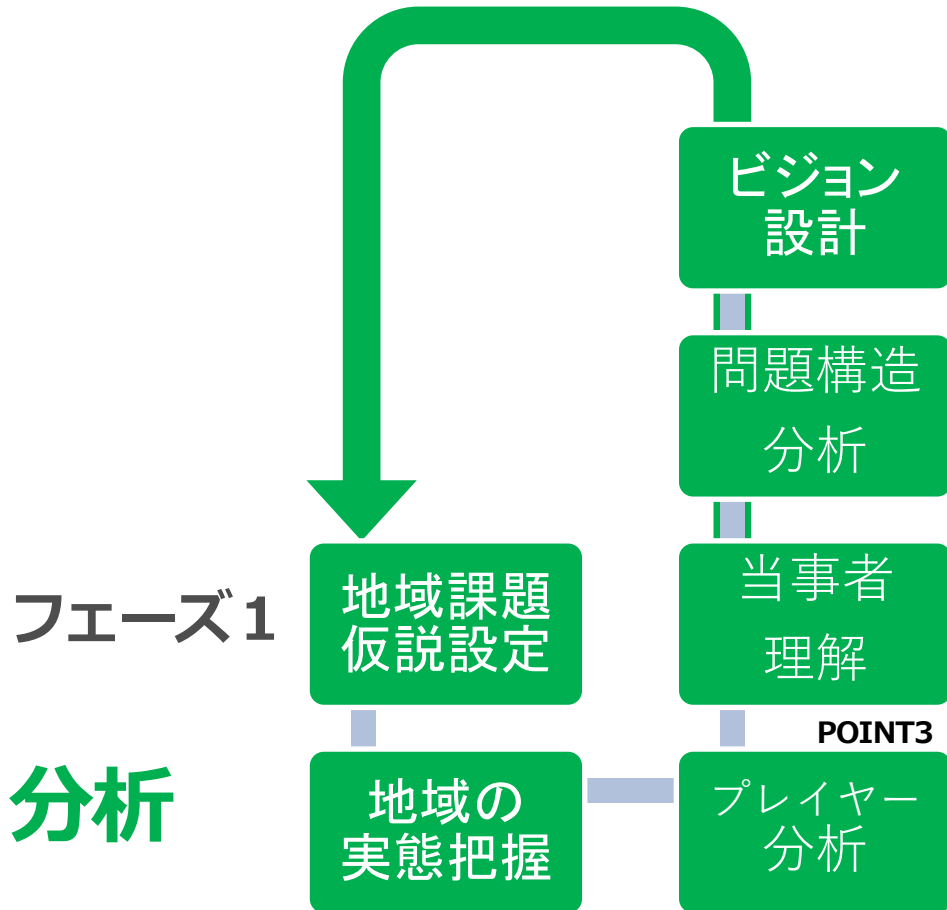 ビジョン
設計
問題構造
分析
フェーズ1
地域課題
仮説設定
当事者
理解
POINT3
分析
地域の
実態把握
プレイヤー
分析